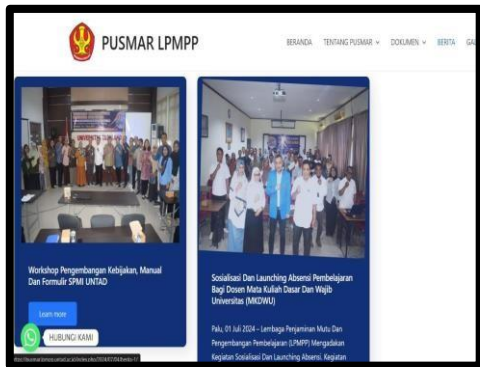 PUSMAR LPMPP
BERANDA TENTANG PUSMAR DOKUMEN BERITA GAL
Workshop Pengembangan Kebijakan, Manual
Dan Formulir SPMI UNTAD
Learn more
HUBUNGI KAMI
Sosialisasi Dan Launching Absensi Pembelajaran
Bagi Dosen Mata Kuliah Dasar Dan Wajib
Universitas (MKDWU)
Palu, 01 Juli 2024 – Lembaga Penjaminan Mutu Dan
Pengembangan Pembelajaran (LPMPP) Mengadakan
Kegiatan Sosialisasi Dan Launching Absensi. Kegiatan